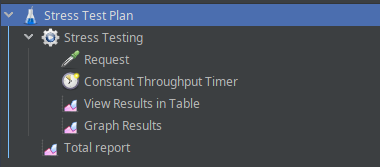 Stress Test Plan
Stress Testing
Request
Constant Throughput Timer
View Results in Table
Graph Results
Total report